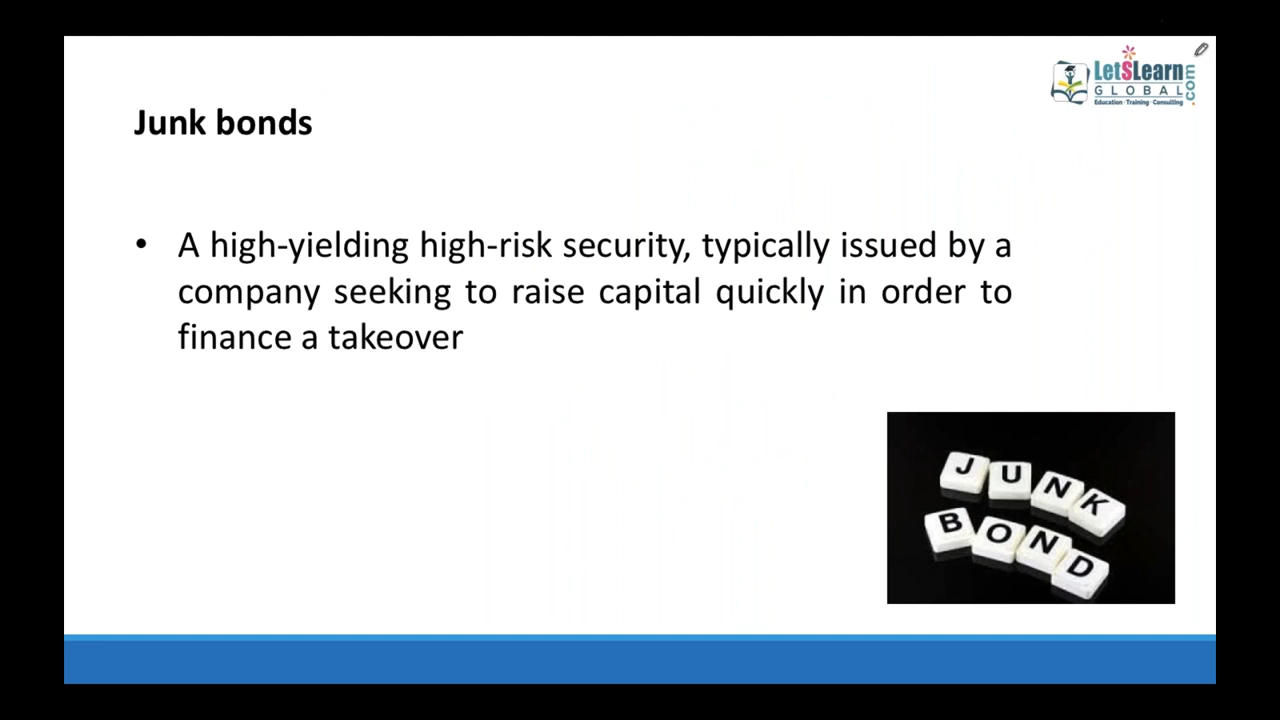 LetSLearn
GLOBAL
.com
Education - Training - Consulting
Junk bonds
• A high-yielding high-risk security, typically issued by a
company seeking to raise capital quickly in order to
finance a takeover
JUNK
BOND